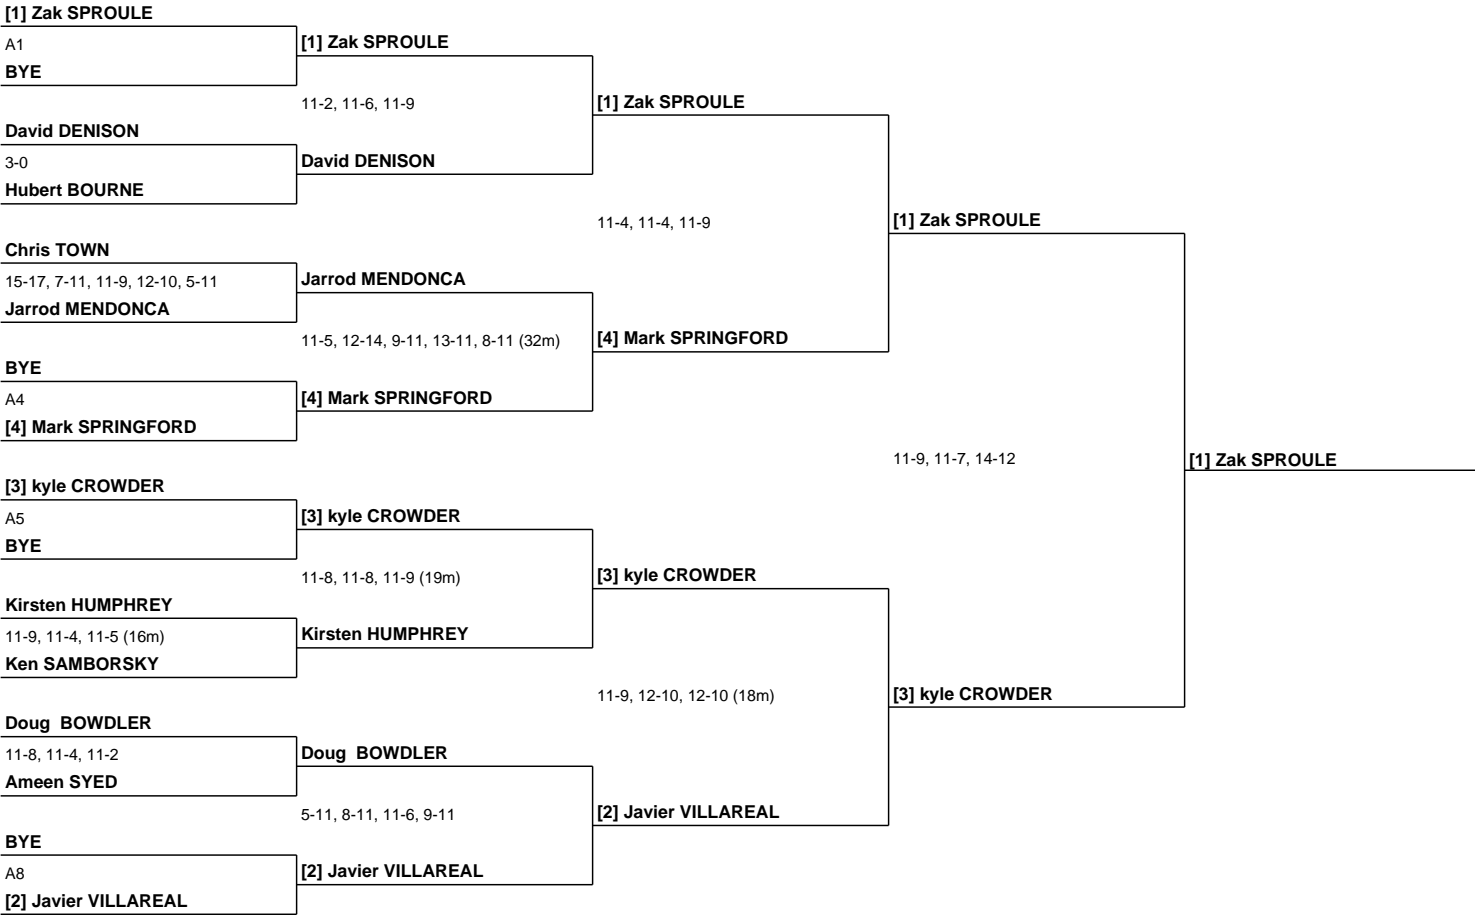 [1] Zak SPROULE
A1
BYE
David DENISON
3-0
Hubert BOURNE
Chris TOWN
15-17, 7-11, 11-9, 12-10, 5-11
Jarrod MENDONCA
BYE
A4
[4] Mark SPRINGFORD
[3] kyle CROWDER
A5
BYE
Kirsten HUMPHREY
11-9, 11-4, 11-5 (16m)
Ken SAMBORSKY
Doug  BOWDLER
11-8, 11-4, 11-2
Ameen SYED
BYE
A8
[2] Javier VILLAREAL
[1] Zak SPROULE
11-2, 11-6, 11-9
David DENISON
Jarrod MENDONCA
11-5, 12-14, 9-11, 13-11, 8-11 (32m)
[4] Mark SPRINGFORD
[3] kyle CROWDER
11-8, 11-8, 11-9 (19m)
Kirsten HUMPHREY
Doug  BOWDLER
5-11, 8-11, 11-6, 9-11
[2] Javier VILLAREAL
[1] Zak SPROULE
11-4, 11-4, 11-9
[4] Mark SPRINGFORD
[3] kyle CROWDER
11-9, 12-10, 12-10 (18m)
[2] Javier VILLAREAL
[1] Zak SPROULE
11-9, 11-7, 14-12
[3] kyle CROWDER
[1] Zak SPROULE